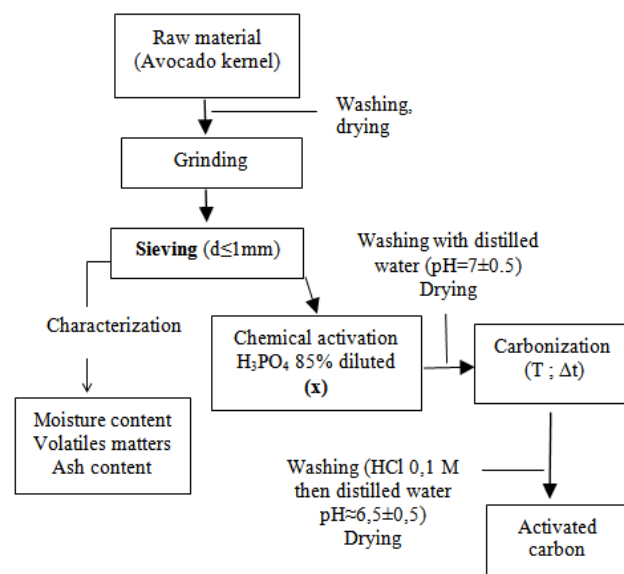 Raw material
(Avocado kernel)
Washing,
drying
Grinding
Sieving (d≤1mm)
Washing with distilled
water (pH=7±0.5)
Drying
Characterization
Chemical activation
H₃PO₄ 85% diluted
(x)
Carbonization
(T ; Δt)
Moisture content
Volatiles matters
Ash content
Washing (HCl 0,1 M
then distilled water
pH≈6,5±0,5)
Drying
Activated
carbon